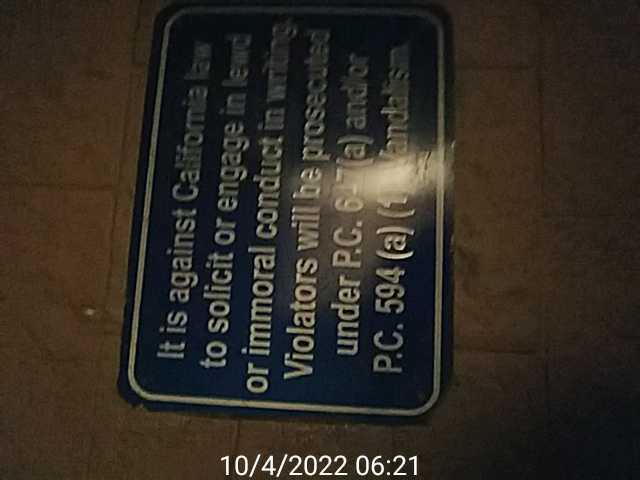 It is against California law
to solicit or engage in lewd
or immoral conduct in writing.
Violators will be prosecuted
under P.C. 647(a) and/or
P.C. 594 (a) (1) Vandalism.
10/4/2022 06:21